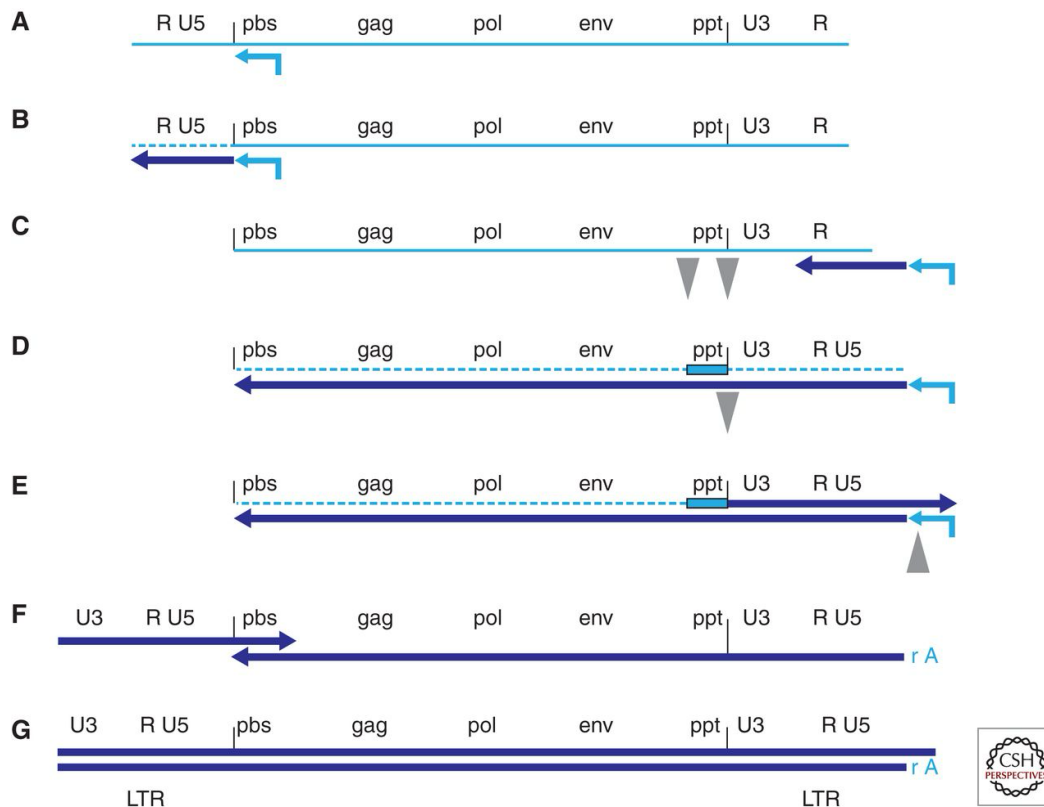 A R U5 pbs gag pol env ppt U3 R
B R U5 pbs gag pol env ppt U3 R
C pbs gag pol env ppt U3 R
D pbs gag pol env ppt U3 R U5
E pbs gag pol env ppt U3 R U5
F U3 R U5 pbs gag pol env ppt U3 R U5
r A
G U3 R U5 pbs gag pol env ppt U3 R U5
r A
LTR LTR
CSH
PERSPECTIVES